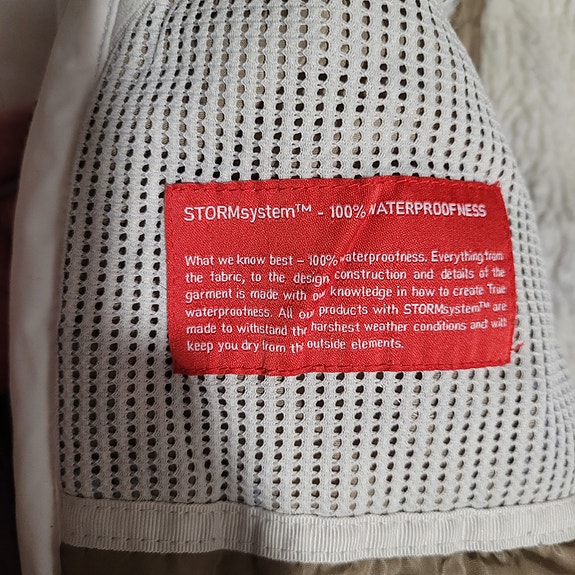 STORMsystem™ - 100% WATERPROOFNESS
What we know best – 100% waterproofness. Everything from
the fabric, to the design construction and details of the
garment is made with our knowledge in how to create True
waterproofness. All our products with STORMsystem™ are
made to withstand the harshest weather conditions and will
keep you dry from the outside elements.